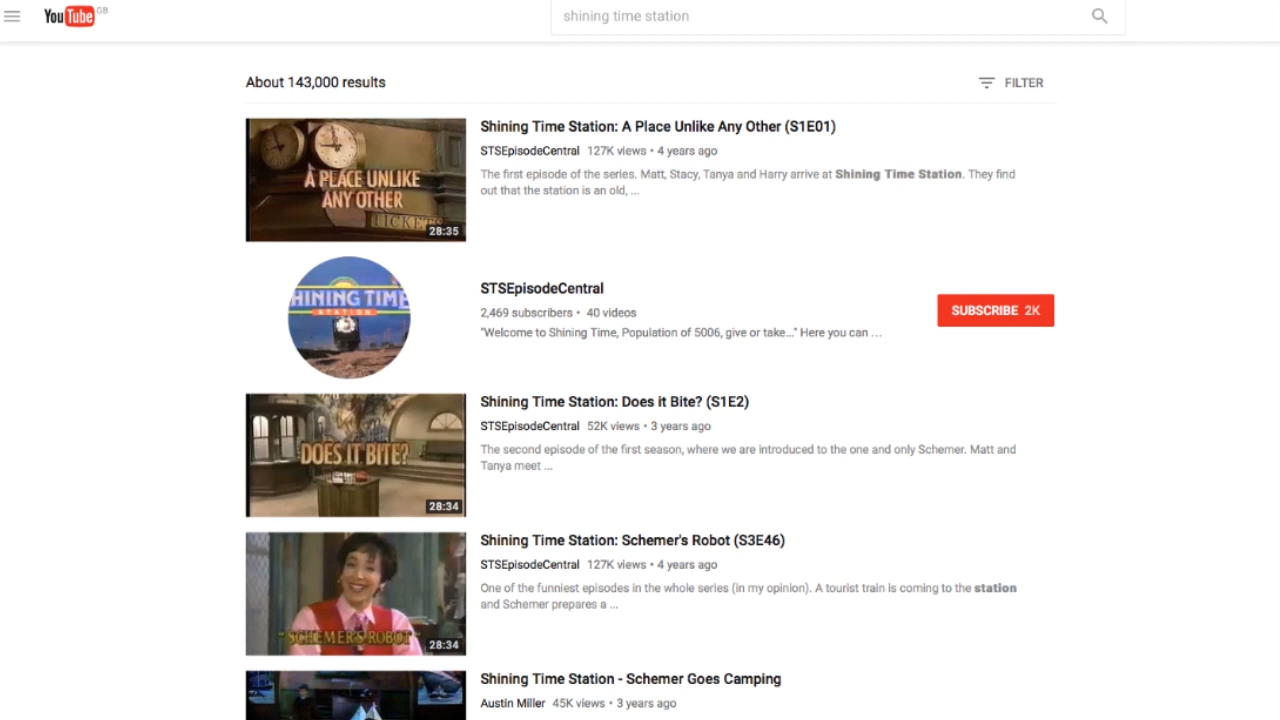 YouTube GB
shining time station
About 143,000 results
FILTER
A PLACE UNLIKE
ANY OTHER
TICKETS
28:35
Shining Time Station: A Place Unlike Any Other (S1E01)
STSEpisodeCentral 127K views • 4 years ago
The first episode of the series. Matt, Stacy, Tanya and Harry arrive at Shining Time Station. They find
out that the station is an old, ...
HINING TIME
STATION
STSEpisodeCentral
2,469 subscribers • 40 videos
"Welcome to Shining Time, Population of 5006, give or take..." Here you can ...
SUBSCRIBE 2K
DOES IT BITE?
28:34
Shining Time Station: Does it Bite? (S1E2)
STSEpisodeCentral 52K views • 3 years ago
The second episode of the first season, where we are introduced to the one and only Schemer. Matt and
Tanya meet ...
"SCHEMER'S ROBOT"
28:34
Shining Time Station: Schemer's Robot (S3E46)
STSEpisodeCentral 127K views • 4 years ago
One of the funniest episodes in the whole series (in my opinion). A tourist train is coming to the station
and Schemer prepares a ...
Shining Time Station - Schemer Goes Camping
Austin Miller 45K views • 3 years ago